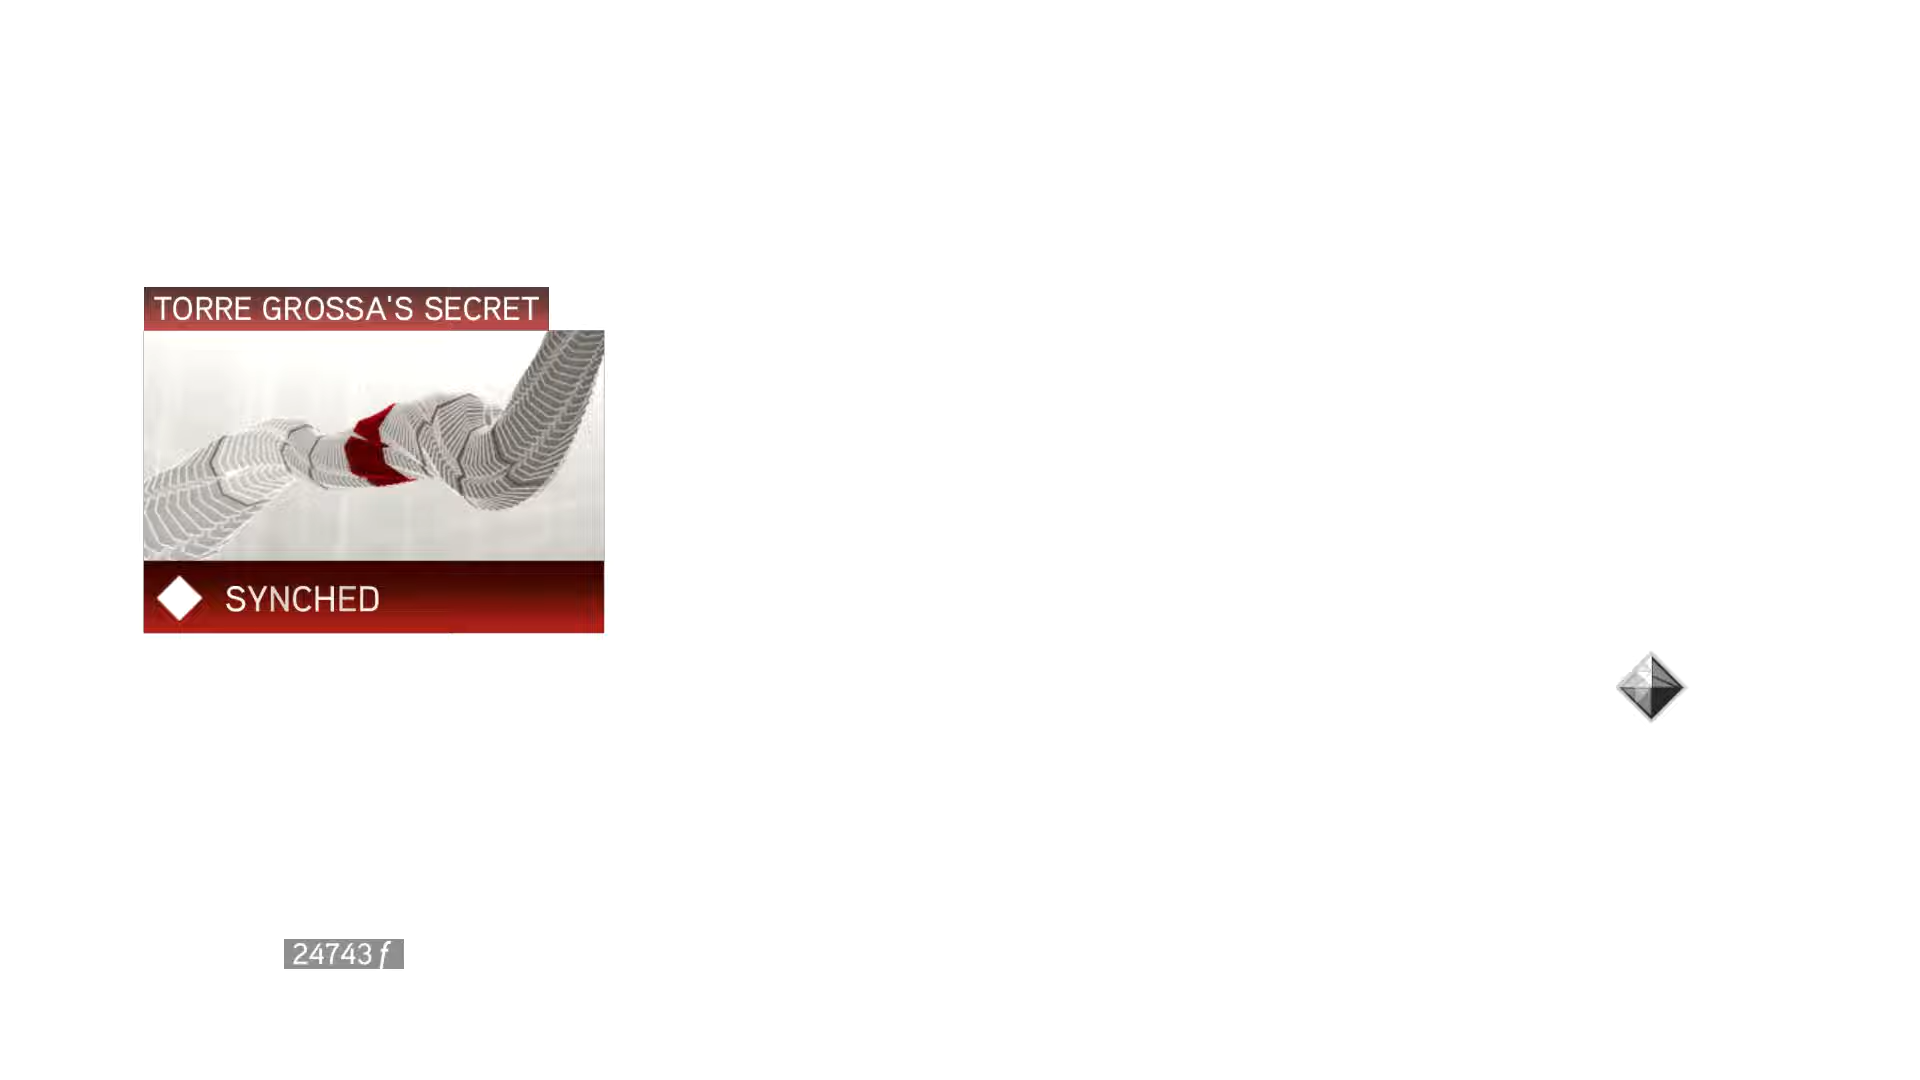 TORRE GROSSA'S SECRET
SYNCHED
24743 ƒ